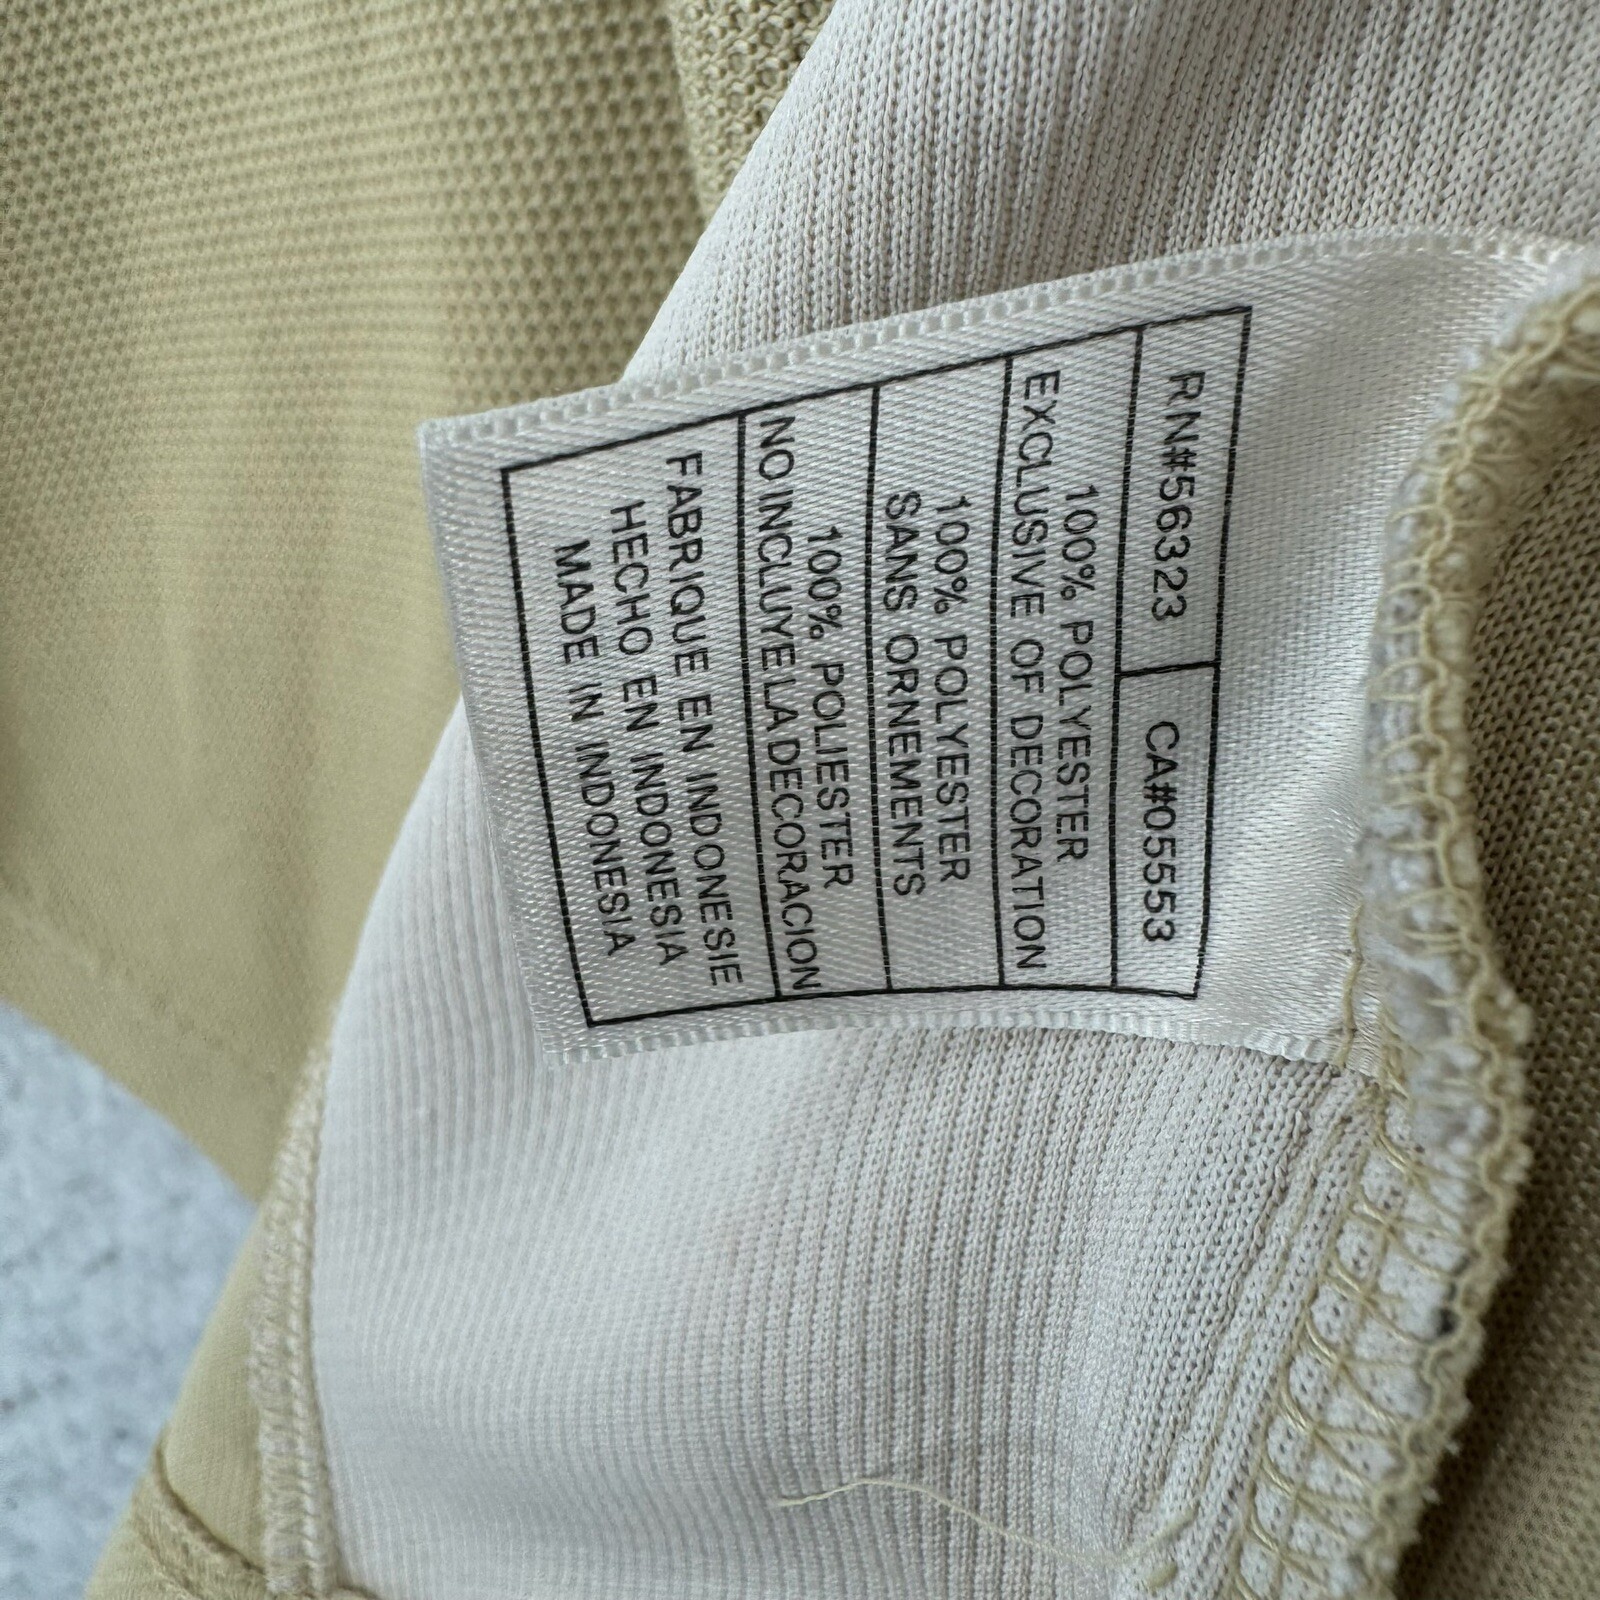 RN#56323 CA#05553
100% POLYESTER
EXCLUSIVE OF DECORATION
100% POLYESTER
SANS ORNEMENTS
100% POLIESTER
NO INCLUYE LA DECORACION
FABRIQUE EN INDONESIE
HECHO EN INDONESIA
MADE IN INDONESIA